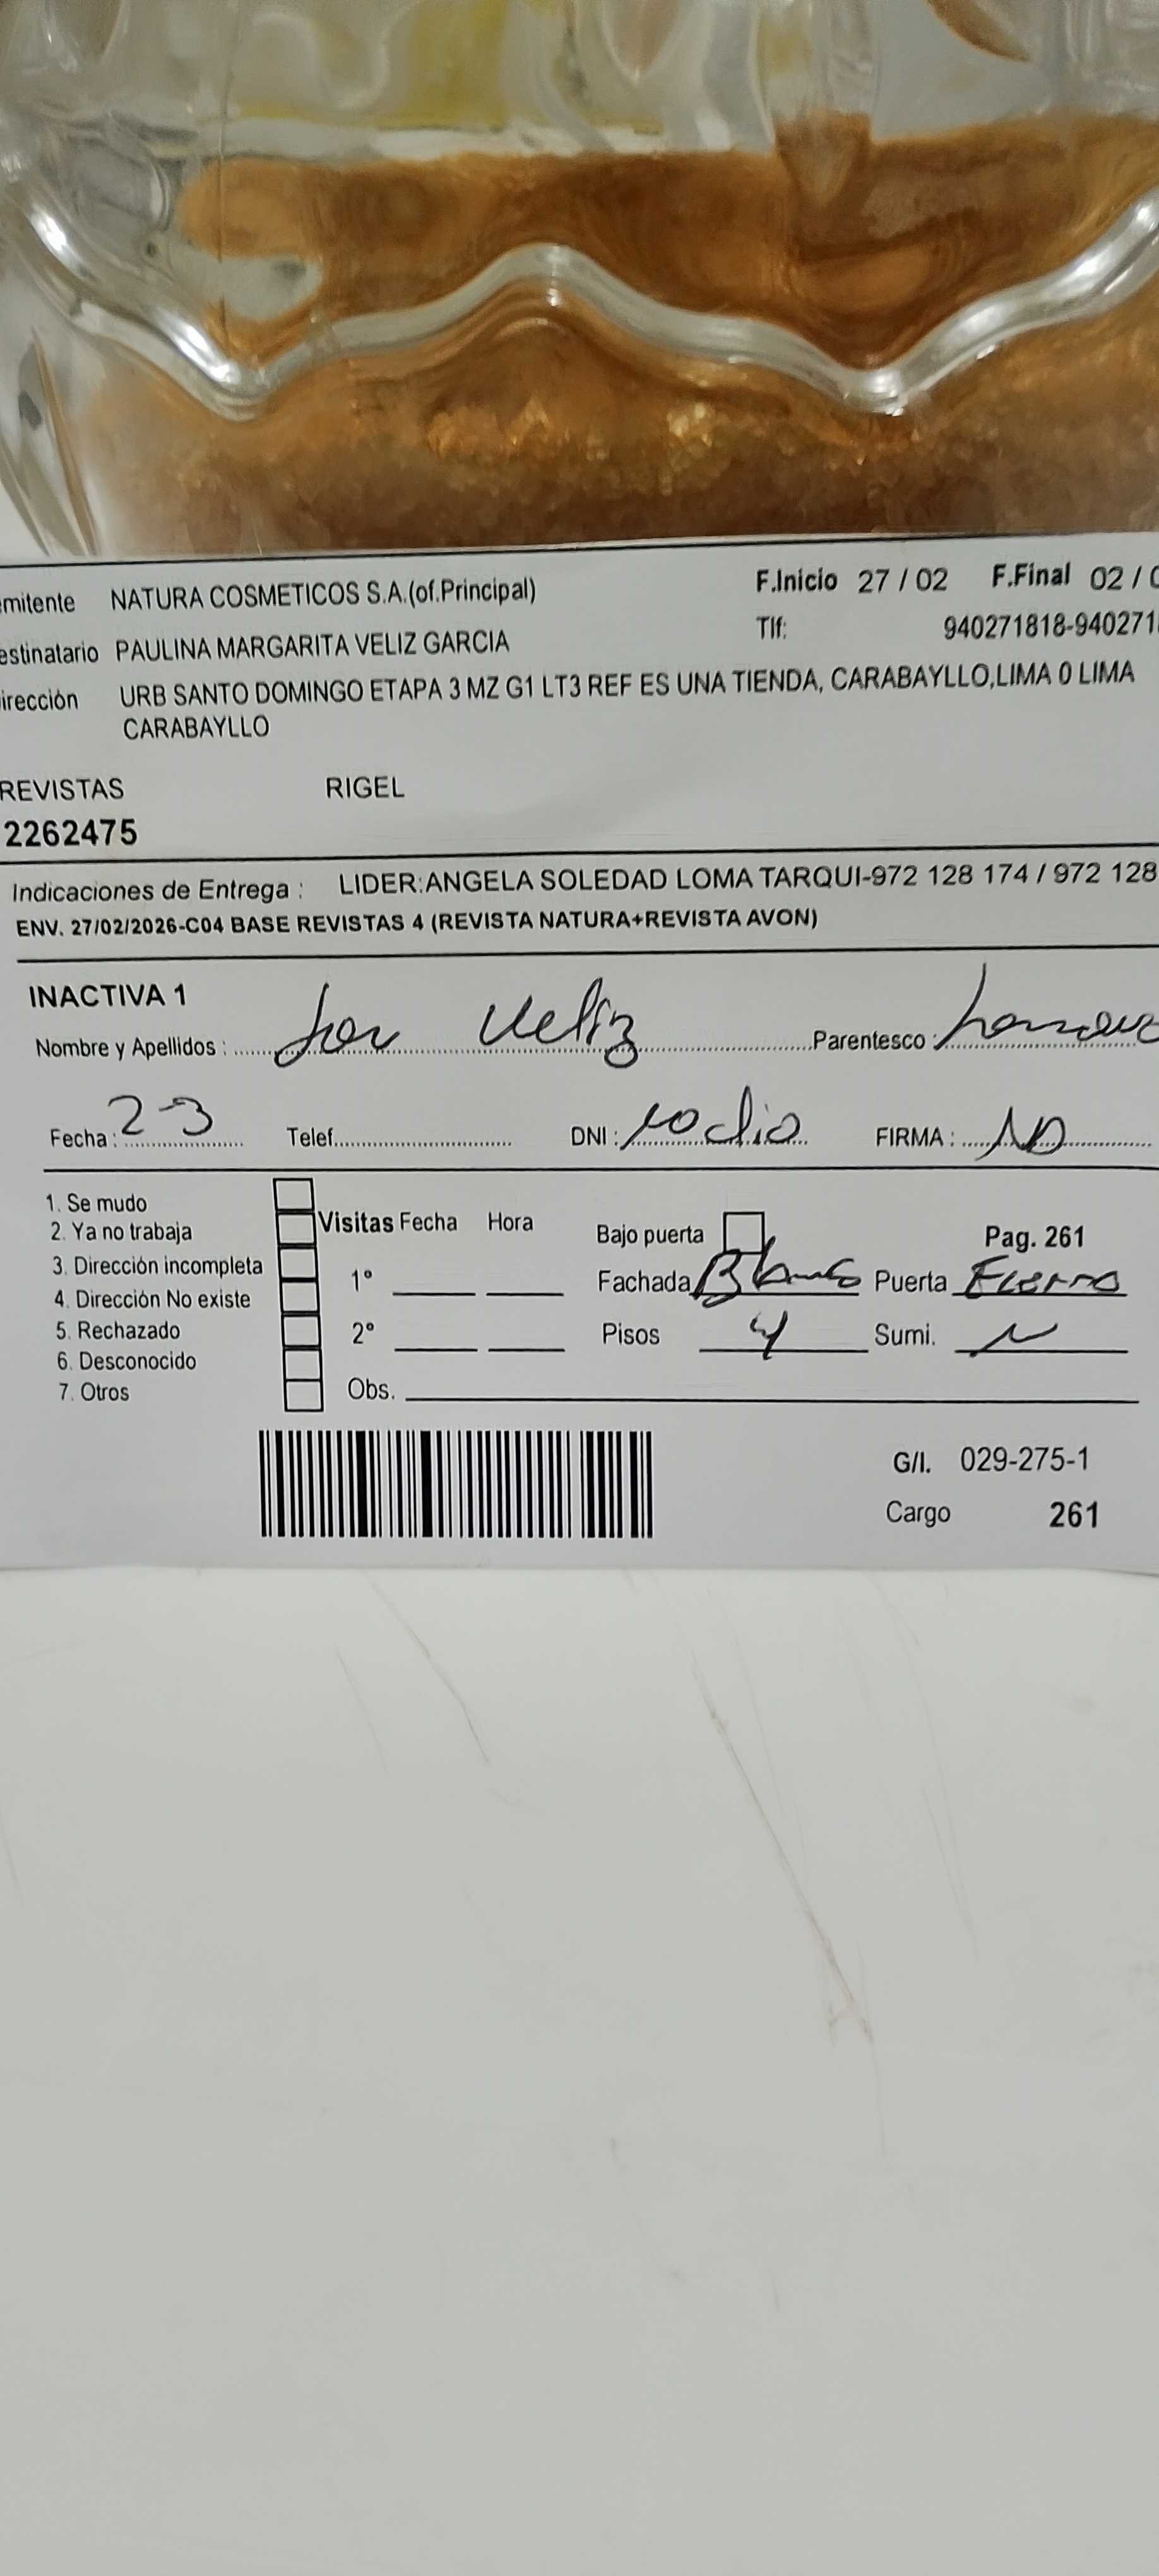 mitente NATURA COSMETICOS S.A.(of.Principal) F.Inicio 27 / 02 F.Final 02 / 0
estinatario PAULINA MARGARITA VELIZ GARCIA Tlf: 940271818-940271
irección URB SANTO DOMINGO ETAPA 3 MZ G1 LT3 REF ES UNA TIENDA, CARABAYLLO,LIMA 0 LIMA
CARABAYLLO
REVISTAS RIGEL
2262475
Indicaciones de Entrega : LIDER:ANGELA SOLEDAD LOMA TARQUI-972 128 174 / 972 128
ENV. 27/02/2026-C04 BASE REVISTAS 4 (REVISTA NATURA+REVISTA AVON)
INACTIVA 1
Nombre y Apellidos : Veliz Parentesco :
Fecha : 2-3 Telef. DNI : no dio FIRMA : NO
1. Se mudo
2. Ya no trabaja Visitas Fecha Hora Bajo puerta Pag. 261
3. Dirección incompleta 1° Fachada Blanco Puerta Fierro
4. Dirección No existe
5. Rechazado 2° Pisos 4 Sumi. N
6. Desconocido
7. Otros Obs.
G/I. 029-275-1
Cargo 261